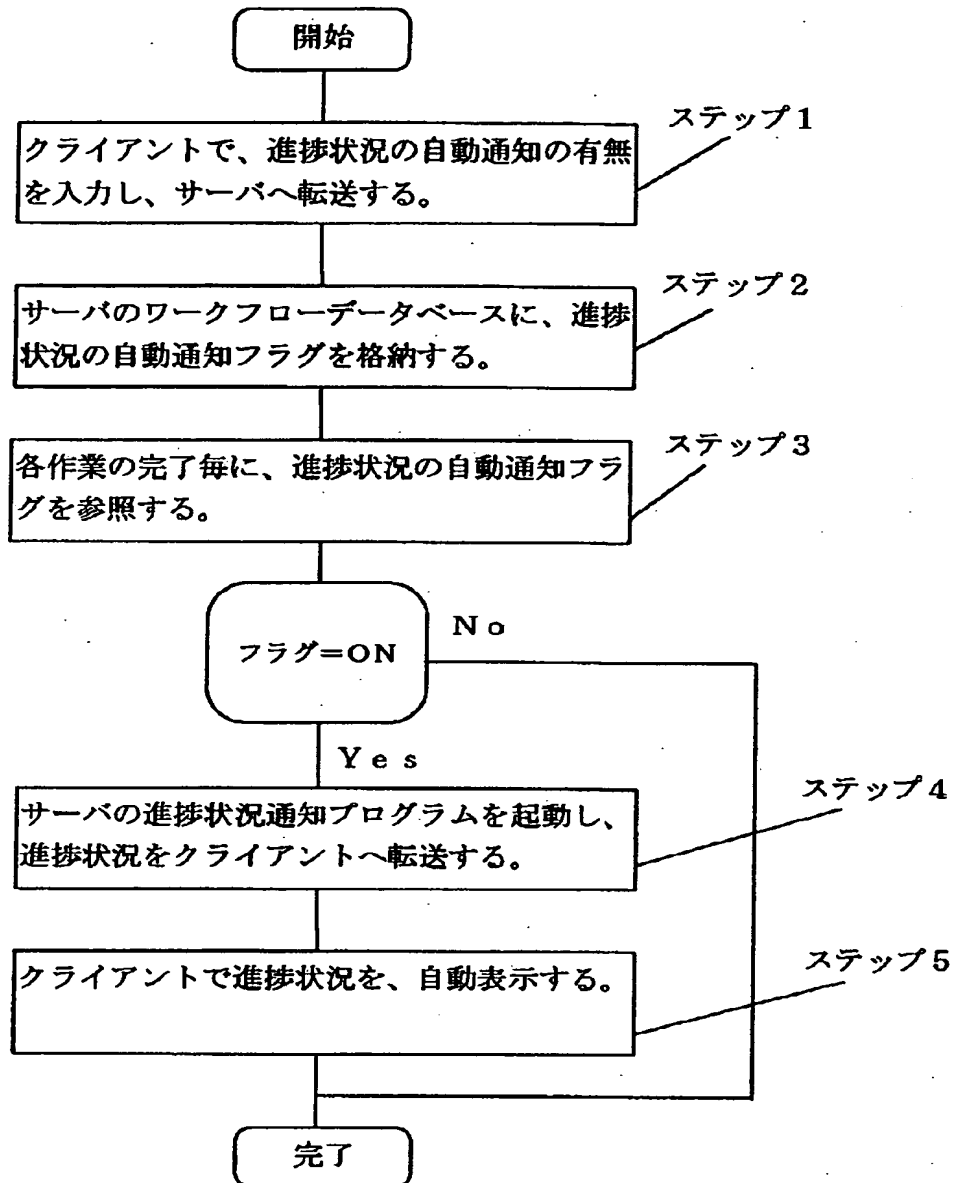 開始
ステップ1
クライアントで、進捗状況の自動通知の有無
を入力し、サーバへ転送する。
ステップ2
サーバのワークフローデータベースに、進捗
状況の自動通知フラグを格納する。
ステップ3
各作業の完了毎に、進捗状況の自動通知フラ
グを参照する。
フラグ=ON
No
Yes
ステップ4
サーバの進捗状況通知プログラムを起動し、
進捗状況をクライアントへ転送する。
ステップ5
クライアントで進捗状況を、自動表示する。
完了